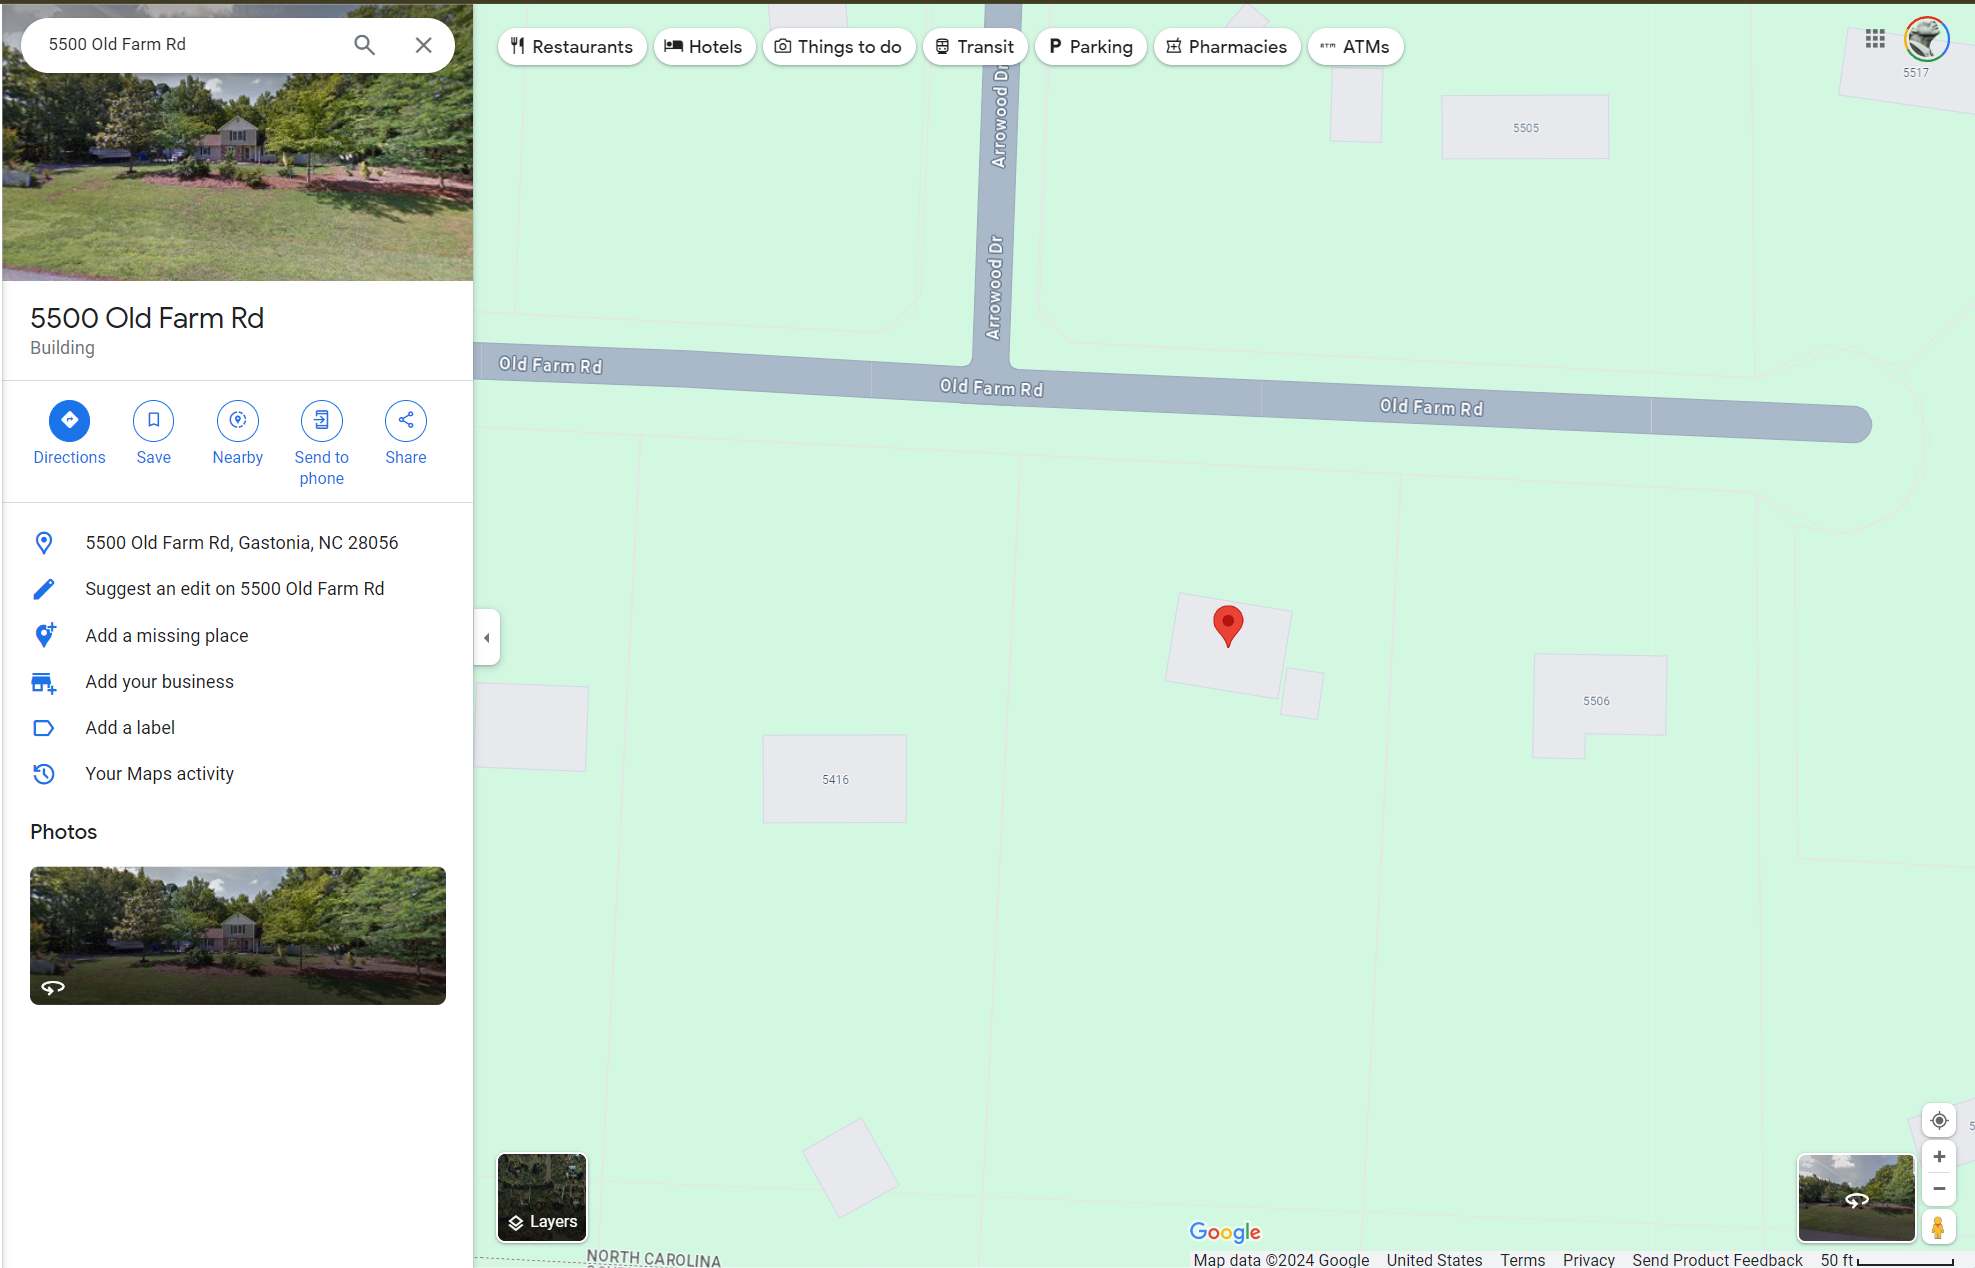 5500 Old Farm Rd
Restaurants
Hotels
Things to do
Transit
Parking
Pharmacies
ATM
ATMs
5517
Arrowood Dr
5505
5500 Old Farm Rd
Building
Arrowood Dr
Old Farm Rd
Old Farm Rd
Old Farm Rd
Directions
Save
Nearby
Send to
phone
Share
5500 Old Farm Rd, Gastonia, NC 28056
Suggest an edit on 5500 Old Farm Rd
Add a missing place
Add your business
Add a label
Your Maps activity
5506
5416
Photos
Layers
Google
NORTH CAROLINA
Map data ©2024 Google United States Terms Privacy Send Product Feedback 50 ft